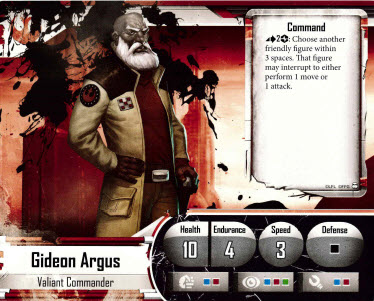 Command
2: Choose another
friendly figure within
3 spaces. That figure
may interrupt to either
perform 1 move or
1 attack.
Gideon Argus
Valiant Commander
Health
10
Endurance
4
Speed
3
Defense